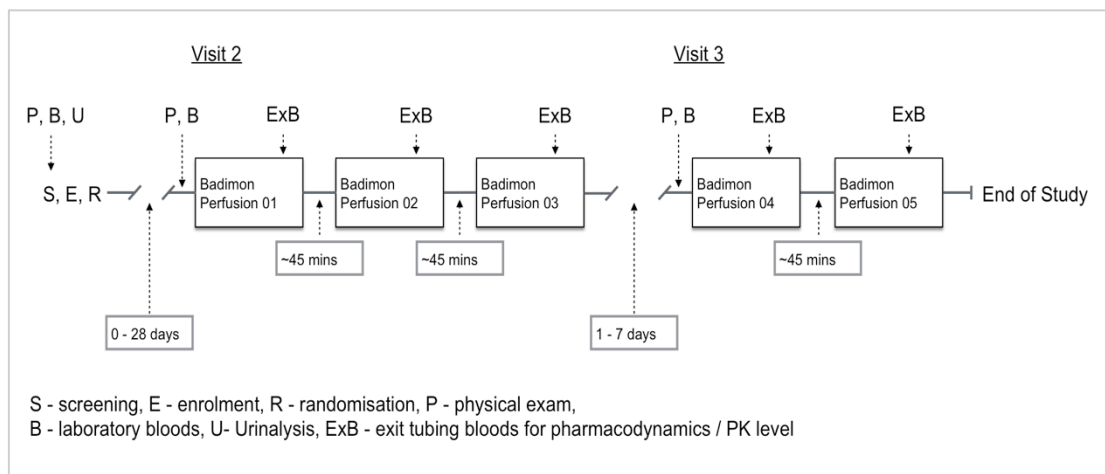 Visit 2
Visit 3
P, B, U
P, B
ExB
ExB
ExB
P, B
ExB
ExB
S, E, R
Badimon
Perfusion 01
Badimon
Perfusion 02
Badimon
Perfusion 03
Badimon
Perfusion 04
Badimon
Perfusion 05
End of Study
~45 mins
~45 mins
~45 mins
0 - 28 days
1 - 7 days
S - screening, E - enrolment, R - randomisation, P - physical exam,
B - laboratory bloods, U- Urinalysis, ExB - exit tubing bloods for pharmacodynamics / PK level